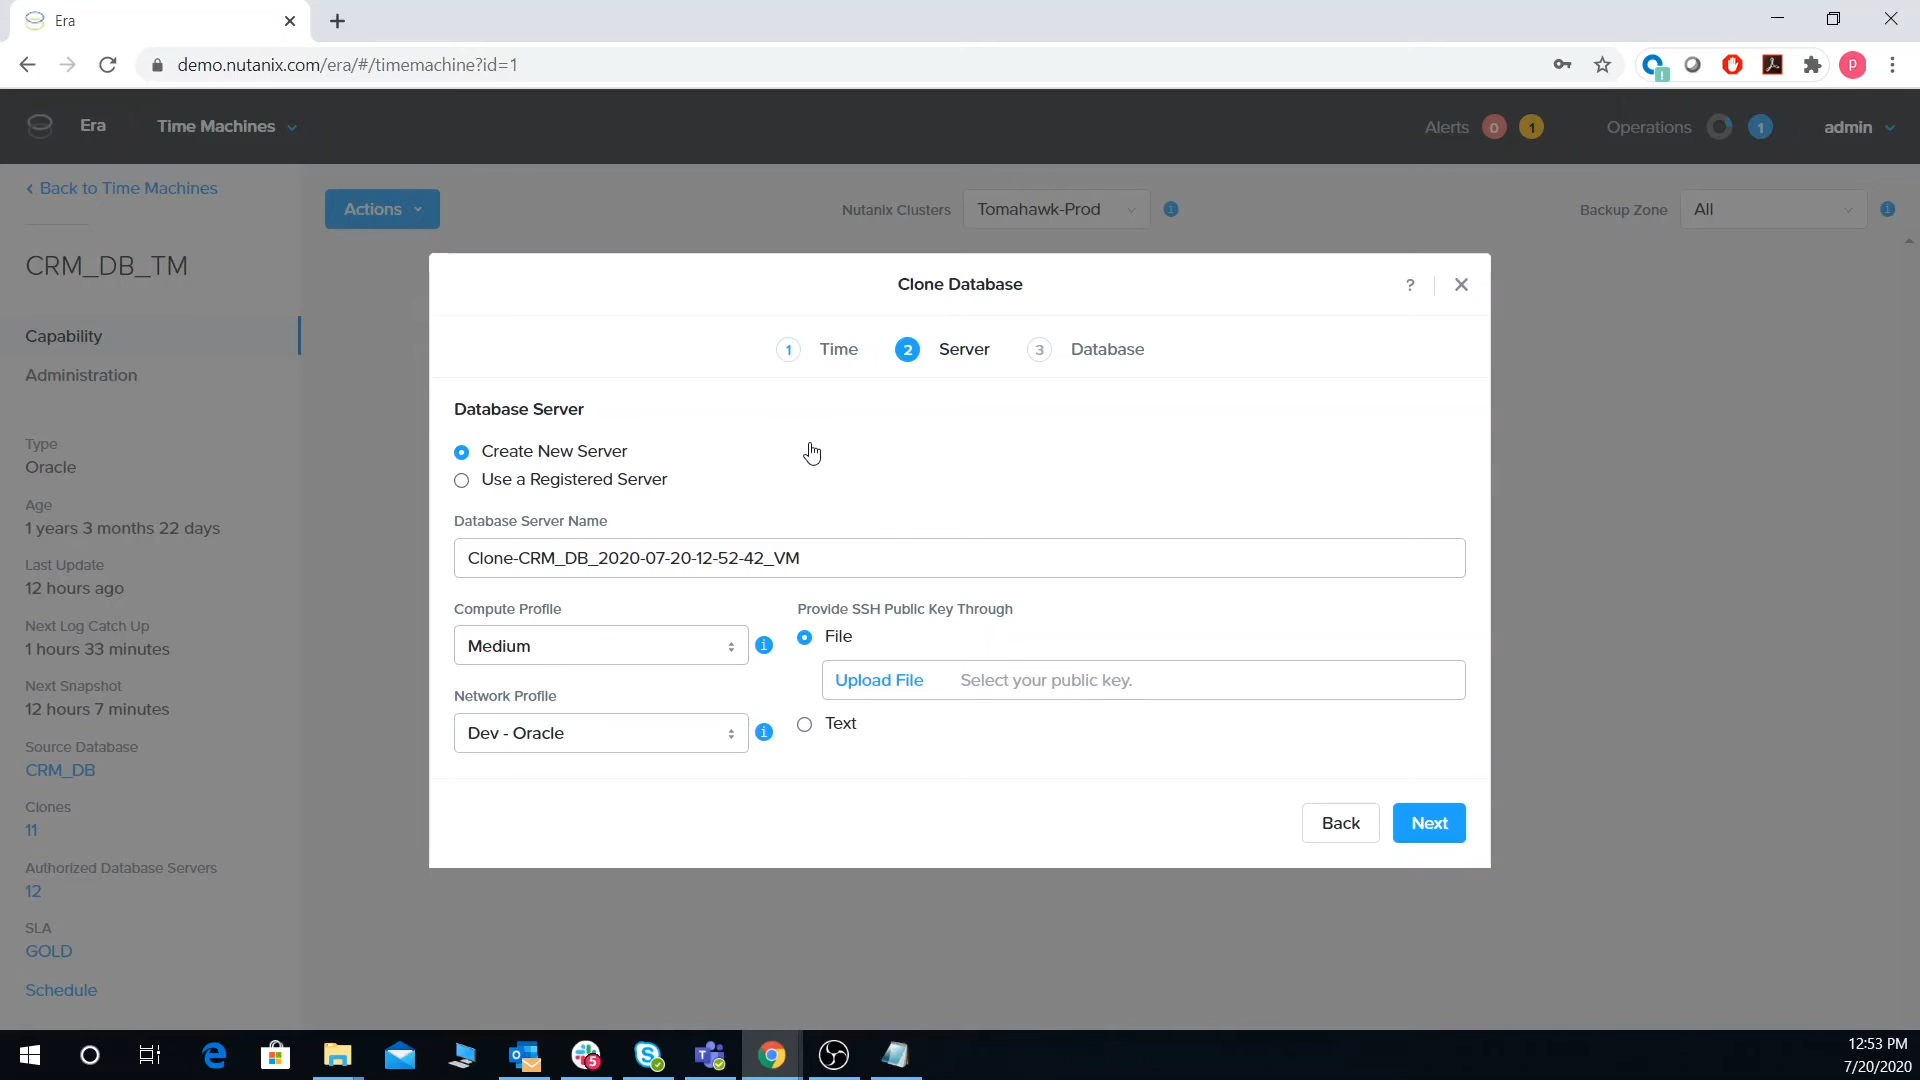 Era
demo.nutanix.com/era/#/timemachine?id=1
P
Era Time Machines Alerts 0 1 Operations 1 admin
< Back to Time Machines
Actions Nutanix Clusters Tomahawk-Prod Backup Zone All
CRM_DB_TM
Capability
Administration
Type
Oracle
Age
1 years 3 months 22 days
Last Update
12 hours ago
Next Log Catch Up
1 hours 33 minutes
Next Snapshot
12 hours 7 minutes
Source Database
CRM_DB
Clones
11
Authorized Database Servers
12
SLA
GOLD
Schedule
Clone Database
?
1 Time 2 Server 3 Database
Database Server
Create New Server
Use a Registered Server
Database Server Name
Clone-CRM_DB_2020-07-20-12-52-42_VM
Compute Profile
Medium
Network Profile
Dev - Oracle
Provide SSH Public Key Through
File
Upload File Select your public key.
Text
Back Next
5
12:53 PM
7/20/2020